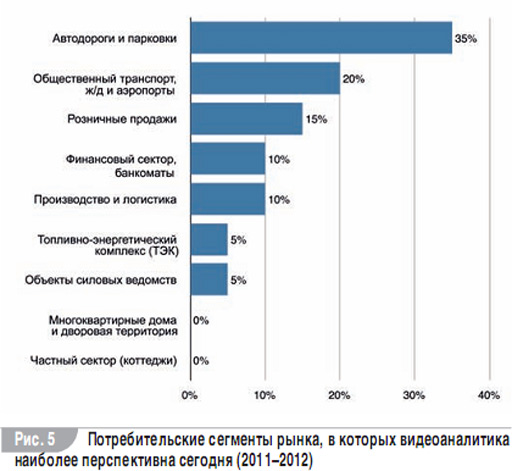 Автодороги и парковки 35%
Общественный транспорт,
ж/д и аэропорты 20%
Розничные продажи 15%
Финансовый сектор,
банкоматы 10%
Производство и логистика 10%
Топливно-энергетический
комплекс (ТЭК) 5%
Объекты силовых ведомств 5%
Многоквартирные дома
и дворовая территория 0%
Частный сектор (коттеджи) 0%
0% 10% 20% 30% 40%
Рис. 5 Потребительские сегменты рынка, в которых видеоаналитика
наиболее перспективна сегодня (2011–2012)